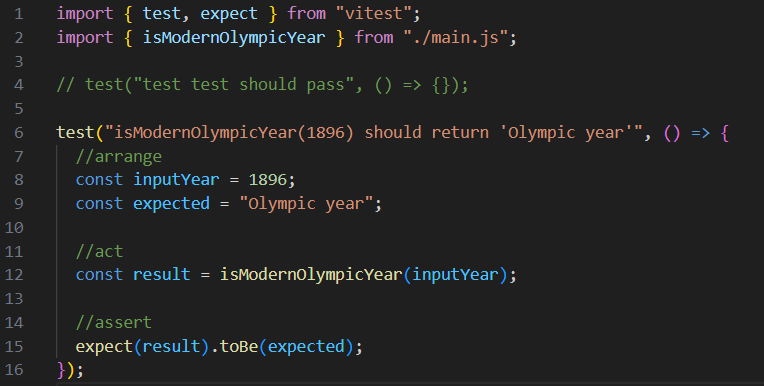 1 import { test, expect } from "vitest";
2 import { isModernOlympicYear } from "./main.js";
3
4 // test("test test should pass", () => {});
5
6 test("isModernOlympicYear(1896) should return 'Olympic year'", () => {
7   //arrange
8   const inputYear = 1896;
9   const expected = "Olympic year";
10
11   //act
12   const result = isModernOlympicYear(inputYear);
13
14   //assert
15   expect(result).toBe(expected);
16 });